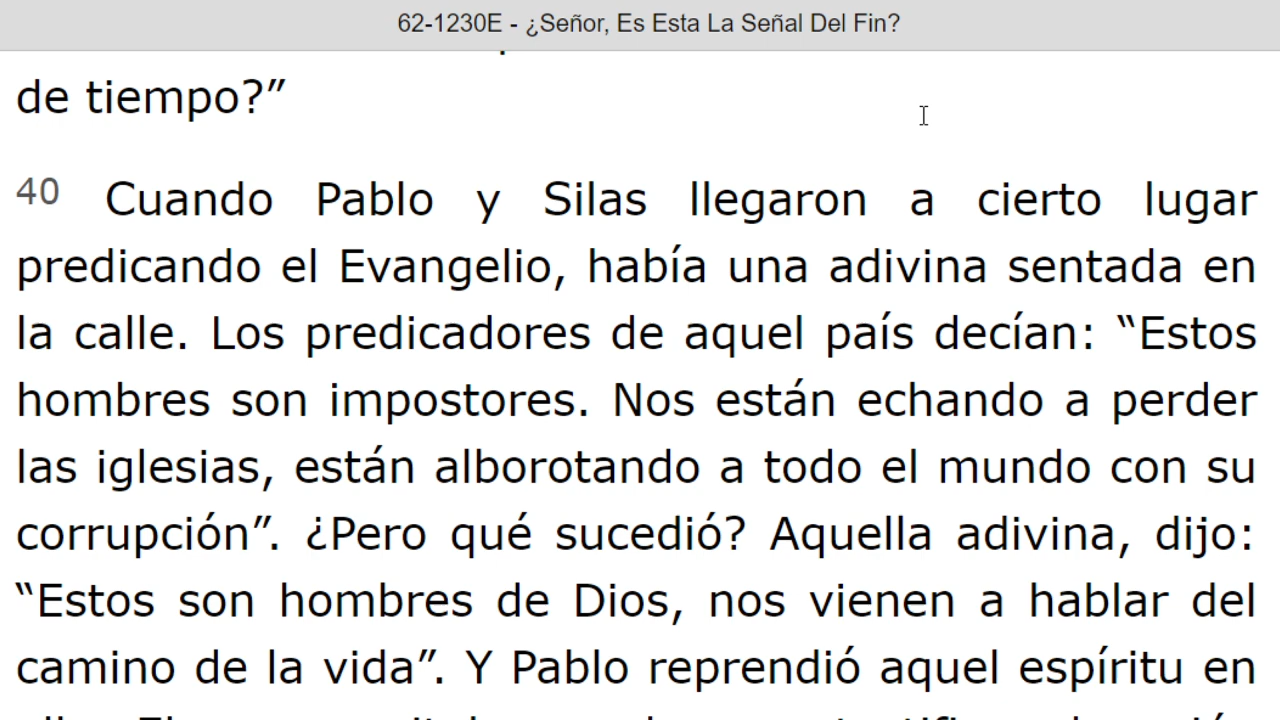 62-1230E - ¿Señor, Es Esta La Señal Del Fin?
de tiempo?”
40 Cuando Pablo y Silas llegaron a cierto lugar
predicando el Evangelio, había una adivina sentada en
la calle. Los predicadores de aquel país decían: “Estos
hombres son impostores. Nos están echando a perder
las iglesias, están alborotando a todo el mundo con su
corrupción”. ¿Pero qué sucedió? Aquella adivina, dijo:
“Estos son hombres de Dios, nos vienen a hablar del
camino de la vida”. Y Pablo reprendió aquel espíritu en